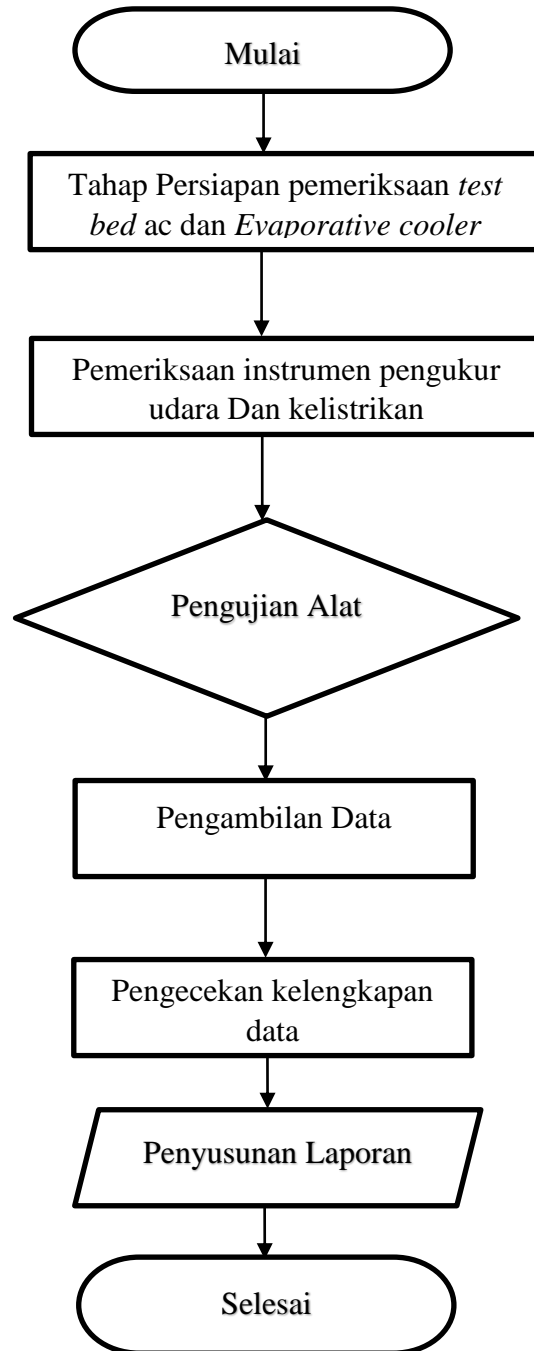 Mulai
Tahap Persiapan pemeriksaan test
bed ac dan Evaporative cooler
Pemeriksaan instrumen pengukur
udara Dan kelistrikan
Pengujian Alat
Pengambilan Data
Pengecekan kelengkapan
data
Penyusunan Laporan
Selesai